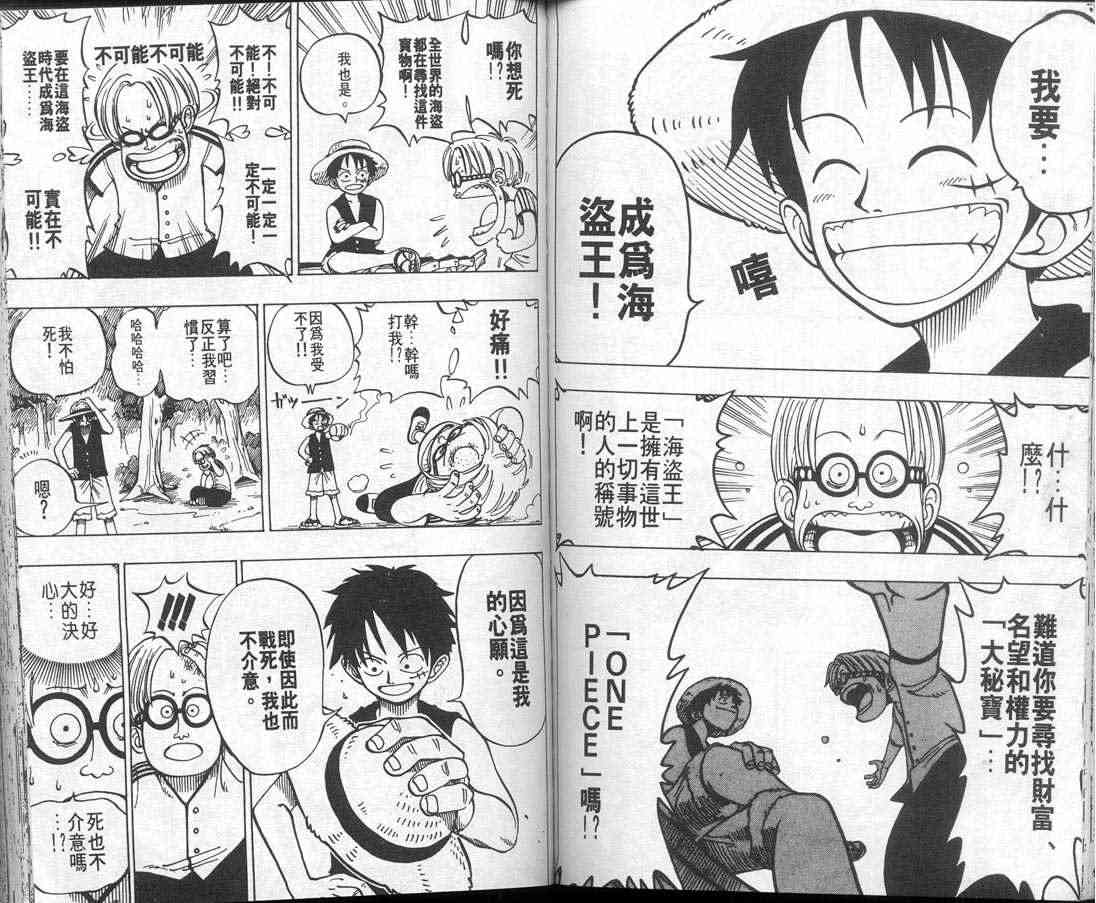 我要…
成爲海
盜王！
嘻
什…什
麼!?
「海盜王」
是擁有這世
上一切事物
的人的稱號
啊！
難道你要尋找財富、
名望和權力的
「大秘寶」…
「ONE
PIECE」嗎!?
你想死
嗎!?
全世界的海盜
都在尋找這件
寶物啊！
我也是。
不！不可
能！絕對
不可能!!
一定一定一
定不可能！
不可能不可能
要在這海盜
時代成爲海
盜王……
實在不
可能!!
好痛!!
幹…幹嗎
打我!?
因爲我受
不了!!
ガツーーン
算了吧…
反正我習
慣了…
哈哈哈哈…
我不怕
死！
嗯？
因爲這是我
的心願。
即使因此而
戰死，我也
不介意。
!!!
好…好
大的決
心…
死也不
介意嗎
…!?